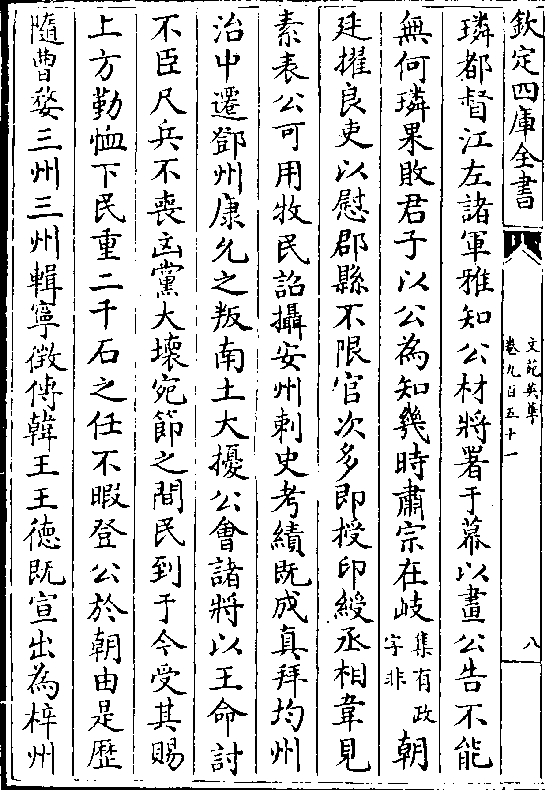 欽定四庫全書
文苑英華
卷九百五十一
八
璘都督江左諸軍雅知公材將署于幕以畫公告不能
無何璘果敗君子以公為知幾時肅宗在岐集有政字非朝
延擢良吏以慰郡縣不限官次多即授印綬丞相韋見
素表公可用牧民詔攝安州刺史考績既成真拜均州
治中遷鄧州康允之叛南土大擾公會諸將以王命討
不臣尺兵不喪凶黨大壞宛節之間民到于今受其賜
上方勤恤下民重二千石之任不暇登公於朝由是歷
隨曹婺三州三州輯寧徴傅韓王王徳既宣出為梓州